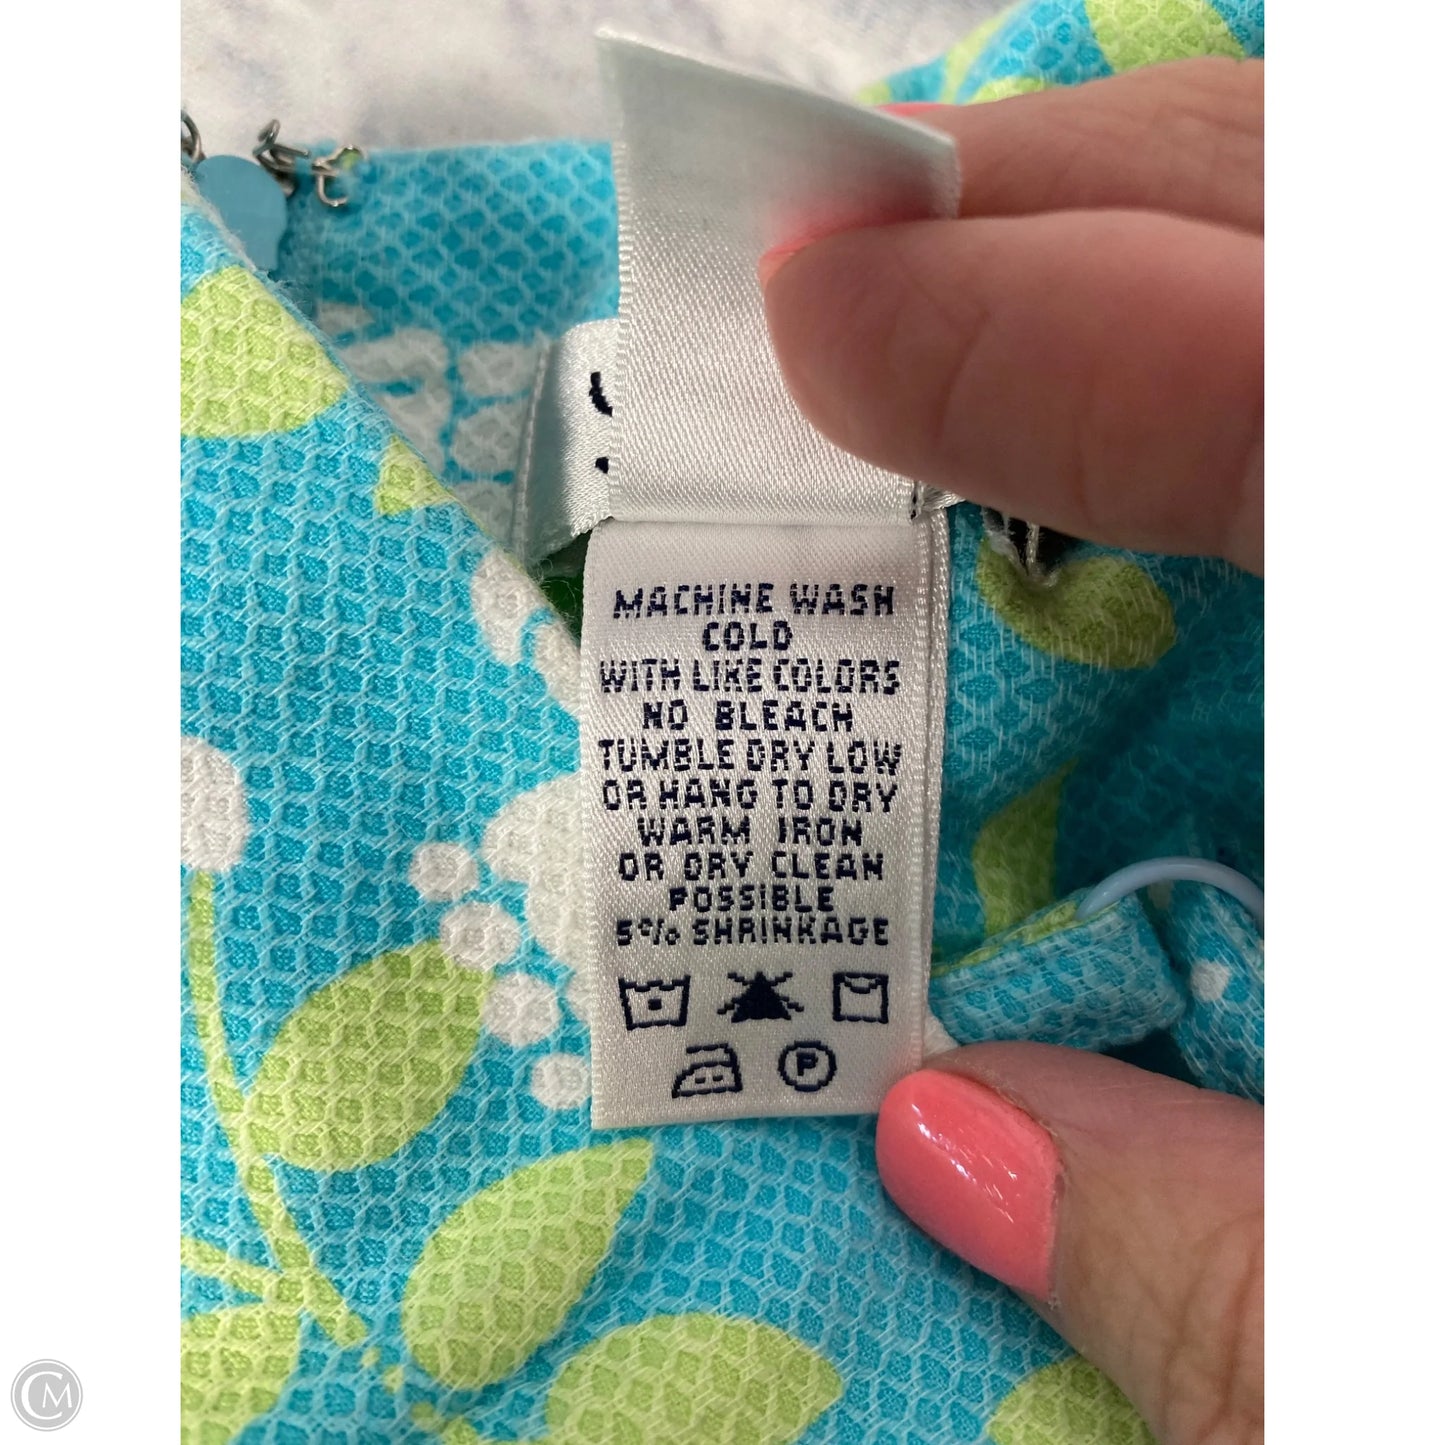 MACHINE WASH
COLD
WITH LIKE COLORS
NO BLEACH
TUMBLE DRY LOW
OR HANG TO DRY
WARM IRON
OR DRY CLEAN
POSSIBLE
5% SHRINKAGE
P
CM